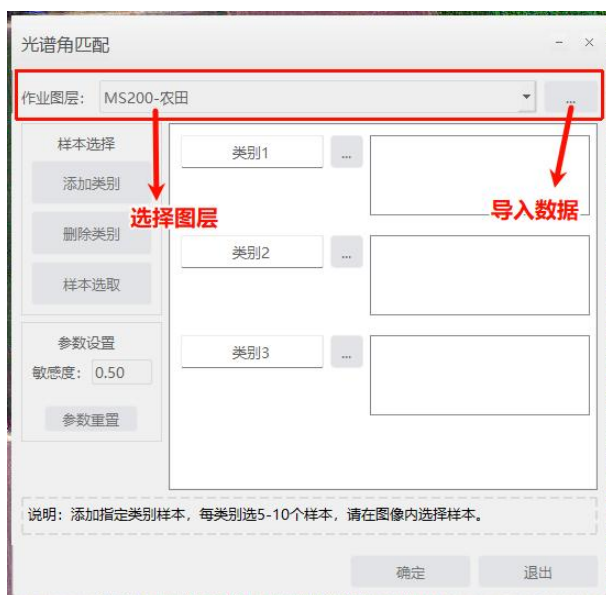 光谱角匹配
作业图层： MS200-农田 ...
样本选择
添加类别
删除类别
样本选取
选择图层
导入数据
类别1 ...
类别2 ...
类别3 ...
参数设置
敏感度： 0.50
参数重置
说明：添加指定类别样本，每类别选5-10个样本，请在图像内选择样本。
确定 退出